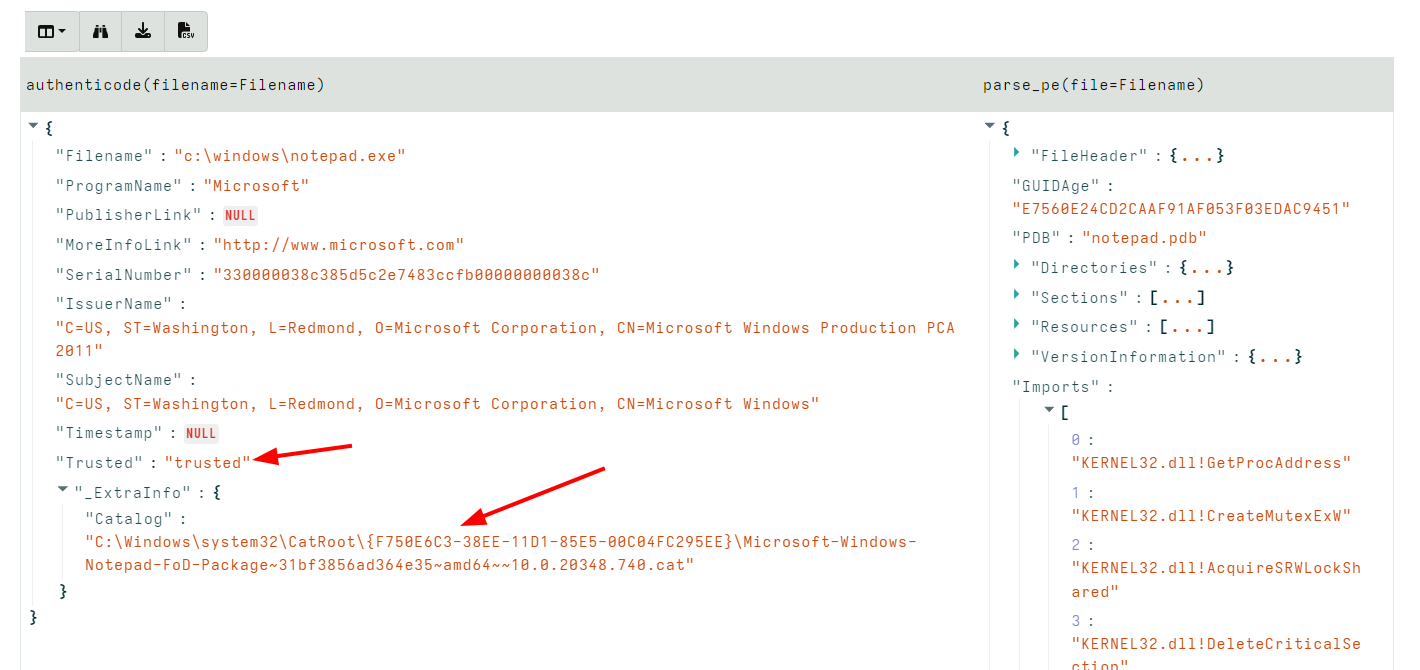 CSV
authenticode(filename=Filename)
{
"Filename" : "c:\windows\notepad.exe"
"ProgramName" : "Microsoft"
"PublisherLink" : NULL
"MoreInfoLink" : "http://www.microsoft.com"
"SerialNumber" : "330000038c385d5c2e7483ccfb00000000038c"
"IssuerName" :
"C=US, ST=Washington, L=Redmond, O=Microsoft Corporation, CN=Microsoft Windows Production PCA
2011"
"SubjectName" :
"C=US, ST=Washington, L=Redmond, O=Microsoft Corporation, CN=Microsoft Windows"
"Timestamp" : NULL
"Trusted" : "trusted"
"_ExtraInfo" : {
"Catalog" :
"C:\Windows\system32\CatRoot\{F750E6C3-38EE-11D1-85E5-00C04FC295EE}\Microsoft-Windows-
Notepad-FoD-Package~31bf3856ad364e35~amd64~~10.0.20348.740.cat"
}
}
parse_pe(file=Filename)
{
"FileHeader" : {...}
"GUIDAge" :
"E7560E24CD2CAAF91AF053F03EDAC9451"
"PDB" : "notepad.pdb"
"Directories" : {...}
"Sections" : [...]
"Resources" : [...]
"VersionInformation" : {...}
"Imports" :
[
0 :
"KERNEL32.dll!GetProcAddress"
1 :
"KERNEL32.dll!CreateMutexExW"
2 :
"KERNEL32.dll!AcquireSRWLockSh
ared"
3 :
"KERNEL32.dll!DeleteCriticalSe
ction"